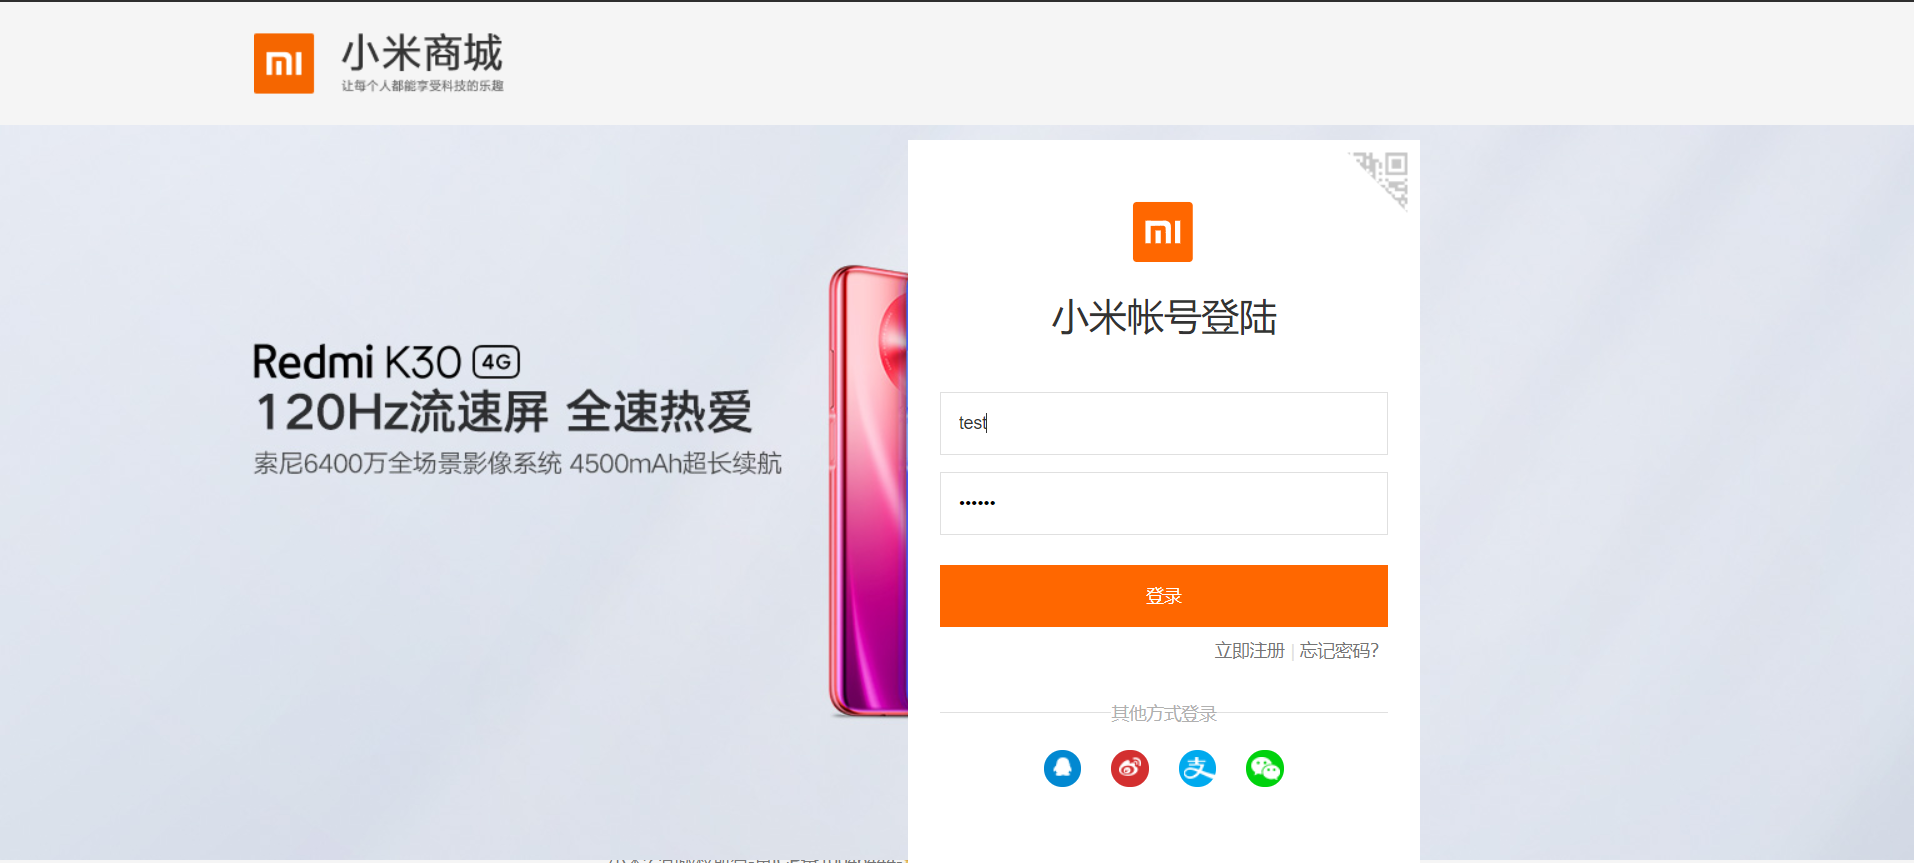 小米商城
让每个人都能享受科技的乐趣
Redmi K30 4G
120Hz流速屏 全速热爱
索尼6400万全场景影像系统 4500mAh超长续航
小米帐号登陆
test
••••••
登录
立即注册 | 忘记密码?
其他方式登录